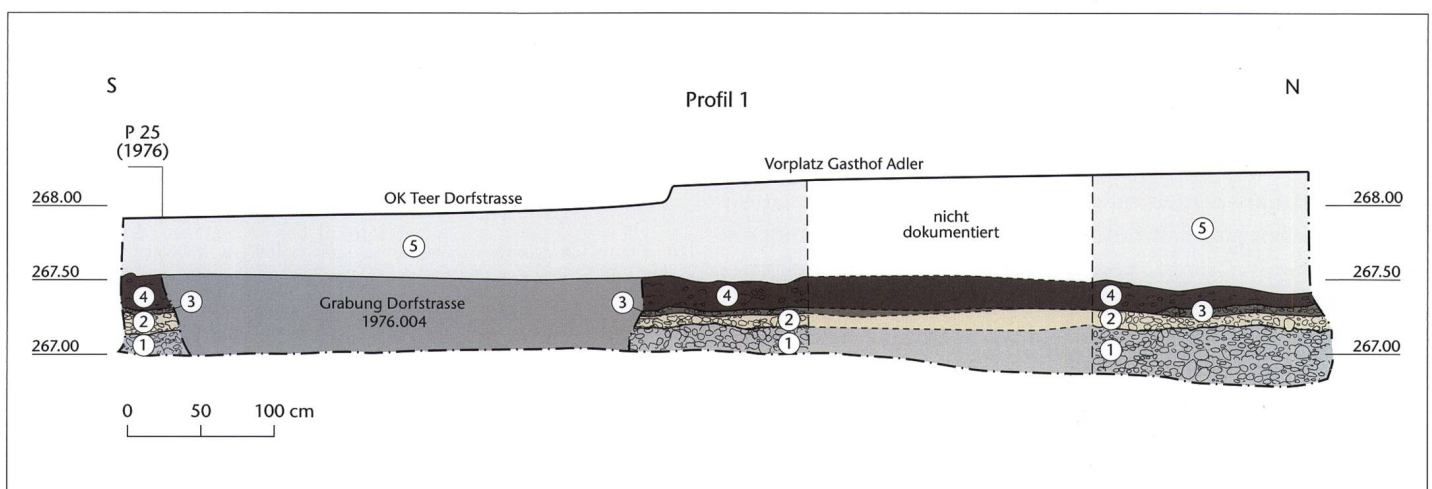 S
Profil 1
N
P 25
(1976)
Vorplatz Gasthof Adler
268.00
OK Teer Dorfstrasse
268.00
nicht
dokumentiert
5
5
267.50
267.50
4
3
Grabung Dorfstrasse
1976.004
3
4
4
3
2
2
2
1
1
1
267.00
267.00
0 50 100 cm